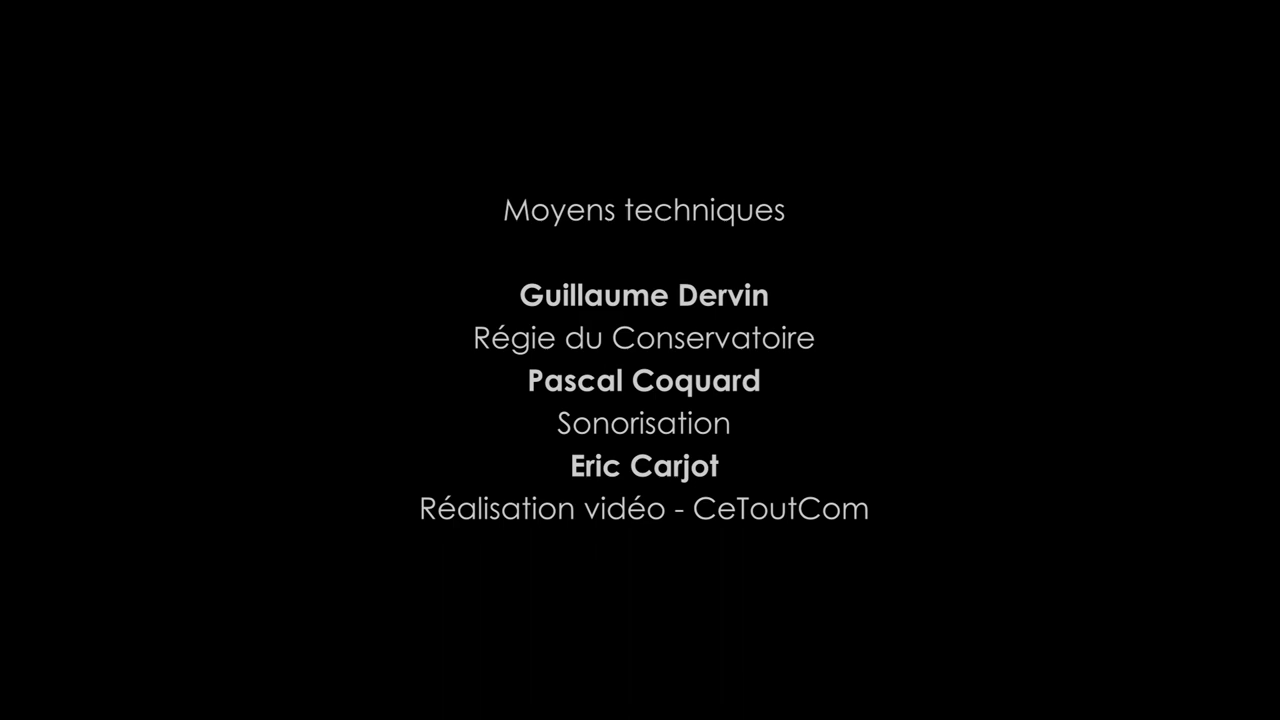 Moyens techniques
Guillaume Dervin
Régie du Conservatoire
Pascal Coquard
Sonorisation
Eric Carjot
Réalisation vidéo - CeToutCom